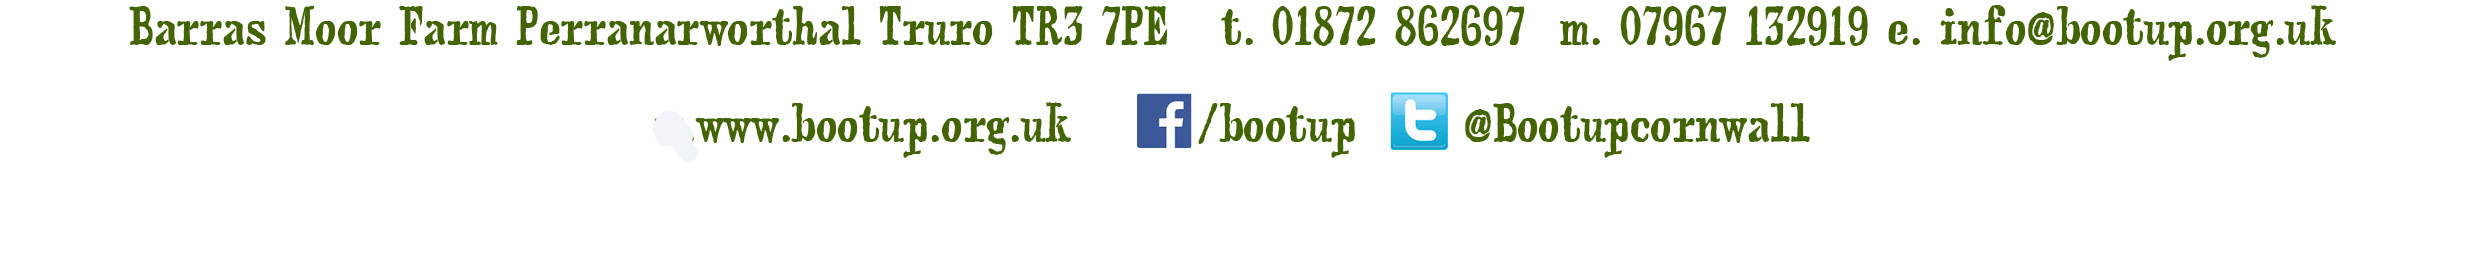 Barras Moor Farm Perranarworthal Truro TR3 7PE t. 01872 862697 m. 07967 132919 e. info@bootup.org.uk
www.bootup.org.uk f/bootup t @Bootupcornwall